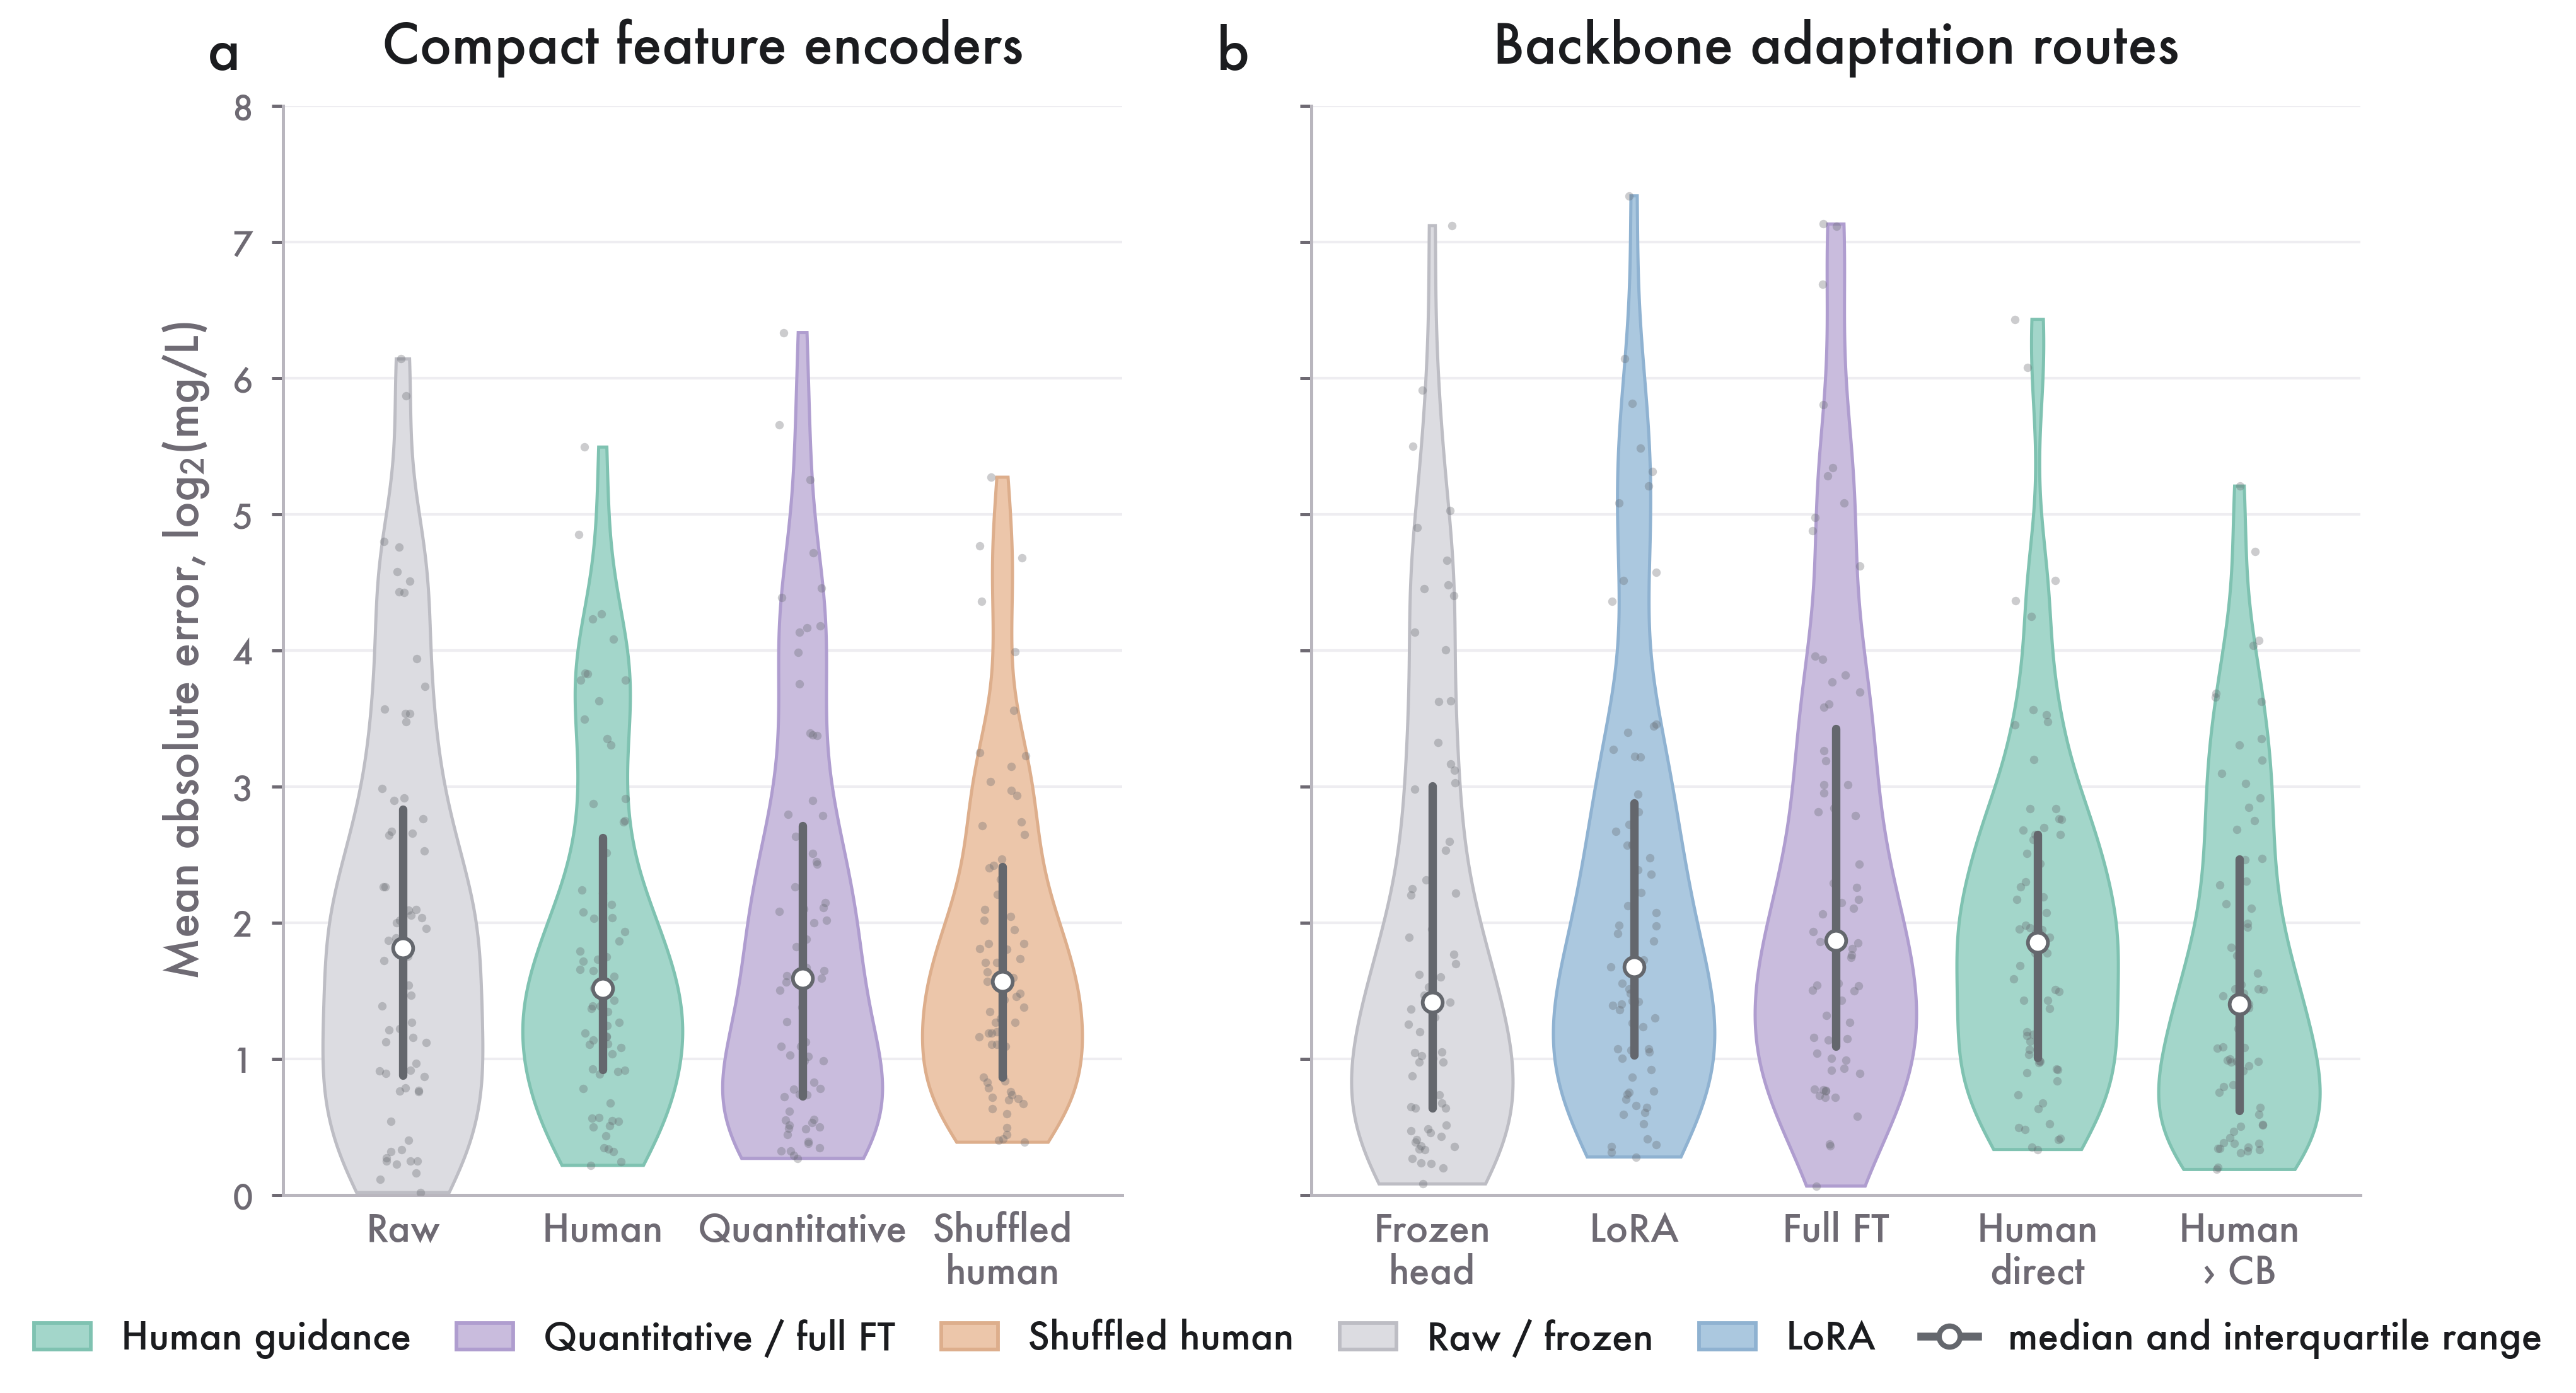 a
Compact feature encoders
b
Backbone adaptation routes
Mean absolute error, log₂(mg/L)
8
7
6
5
4
3
2
1
0
Raw
Human
Quantitative
Shuffled
human
Frozen
head
LoRA
Full FT
Human
direct
Human
› CB
Human guidance
Quantitative / full FT
Shuffled human
Raw / frozen
LoRA
median and interquartile range